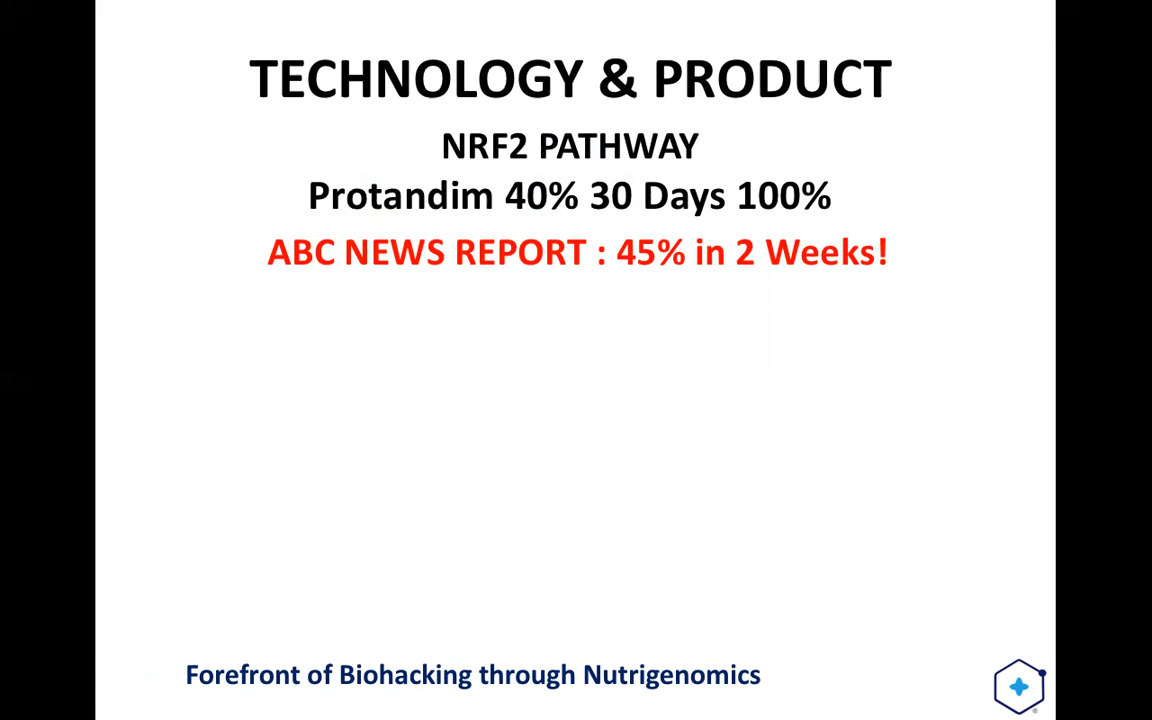 TECHNOLOGY & PRODUCT
NRF2 PATHWAY
Protandim 40% 30 Days 100%
ABC NEWS REPORT : 45% in 2 Weeks!
Forefront of Biohacking through Nutrigenomics
®